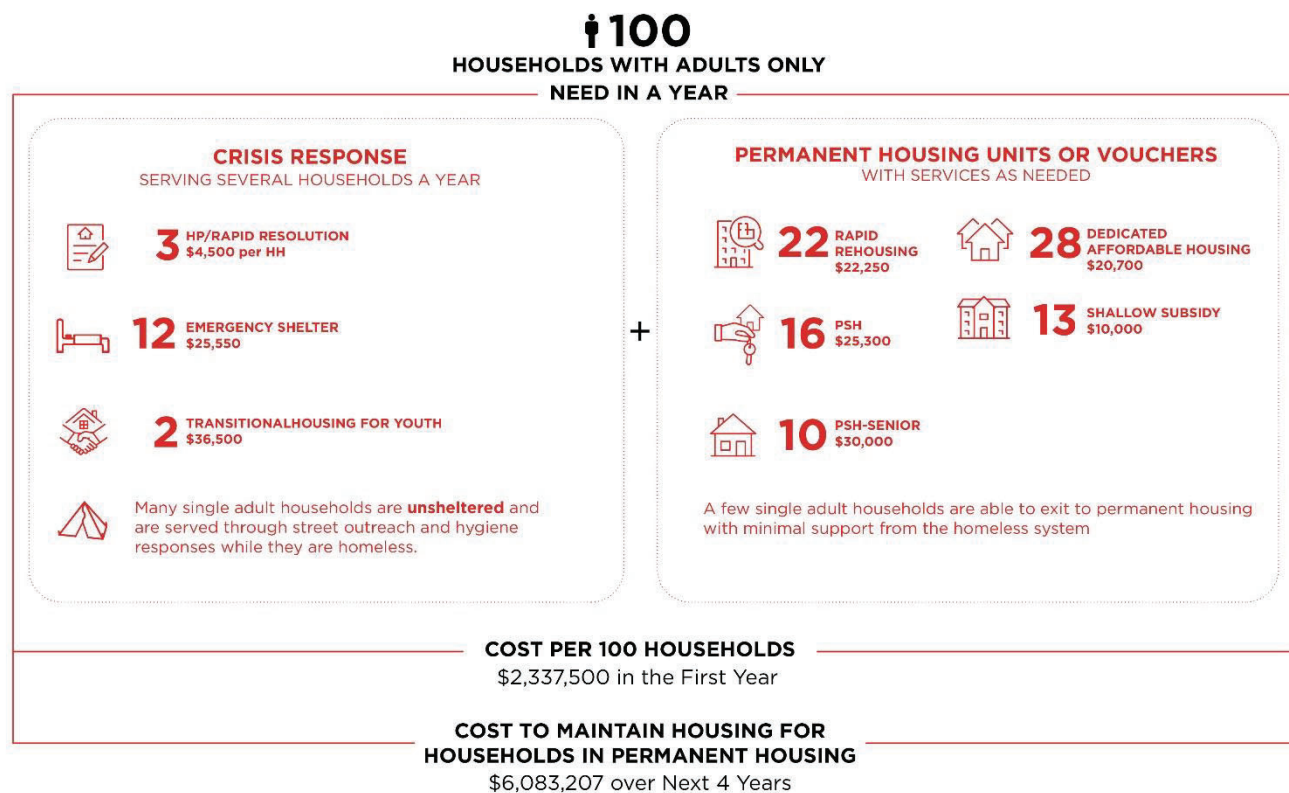 100
HOUSEHOLDS WITH ADULTS ONLY
NEED IN A YEAR
CRISIS RESPONSE
SERVING SEVERAL HOUSEHOLDS A YEAR
3 HP/RAPID RESOLUTION
$4,500 per HH
12 EMERGENCY SHELTER
$25,550
2 TRANSITIONALHOUSING FOR YOUTH
$36,500
Many single adult households are unsheltered and
are served through street outreach and hygiene
responses while they are homeless.
+
PERMANENT HOUSING UNITS OR VOUCHERS
WITH SERVICES AS NEEDED
22 RAPID
REHOUSING
$22,250
28 DEDICATED
AFFORDABLE HOUSING
$20,700
16 PSH
$25,300
13 SHALLOW SUBSIDY
$10,000
10 PSH-SENIOR
$30,000
A few single adult households are able to exit to permanent housing
with minimal support from the homeless system
COST PER 100 HOUSEHOLDS
$2,337,500 in the First Year
COST TO MAINTAIN HOUSING FOR
HOUSEHOLDS IN PERMANENT HOUSING
$6,083,207 over Next 4 Years